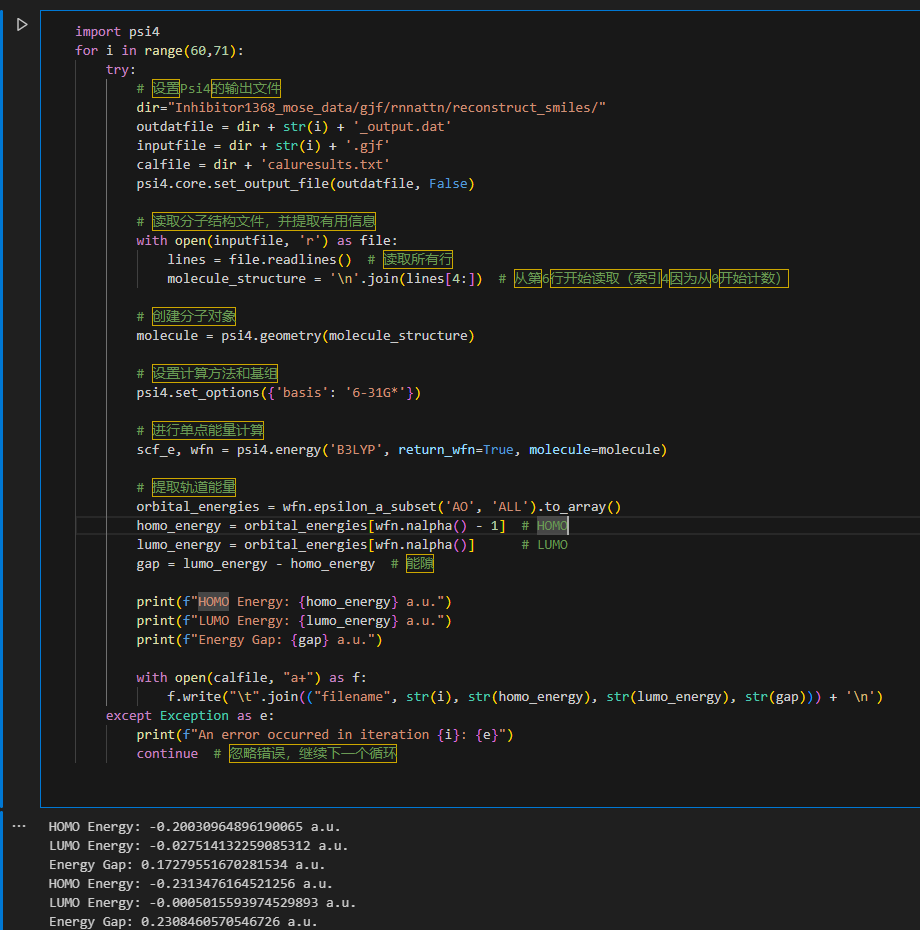 import psi4
for i in range(60,71):
    try:
        # 设置Psi4的输出文件
        dir="Inhibitor1368_mose_data/gjf/rnnattn/reconstruct_smiles/"
        outdatfile = dir + str(i) + '_output.dat'
        inputfile = dir + str(i) + '.gjf'
        calfile = dir + 'caluresults.txt'
        psi4.core.set_output_file(outdatfile, False)

        # 读取分子结构文件，并提取有用信息
        with open(inputfile, 'r') as file:
            lines = file.readlines()  # 读取所有行
            molecule_structure = '\n'.join(lines[4:])  # 从第6行开始读取（索引4因为从0开始计数）

        # 创建分子对象
        molecule = psi4.geometry(molecule_structure)

        # 设置计算方法和基组
        psi4.set_options({'basis': '6-31G*'})

        # 进行单点能量计算
        scf_e, wfn = psi4.energy('B3LYP', return_wfn=True, molecule=molecule)

        # 提取轨道能量
        orbital_energies = wfn.epsilon_a_subset('AO', 'ALL').to_array()
        homo_energy = orbital_energies[wfn.nalpha() - 1]  # HOMO
        lumo_energy = orbital_energies[wfn.nalpha()]      # LUMO
        gap = lumo_energy - homo_energy  # 能隙

        print(f"HOMO Energy: {homo_energy} a.u.")
        print(f"LUMO Energy: {lumo_energy} a.u.")
        print(f"Energy Gap: {gap} a.u.")

        with open(calfile, "a+") as f:
            f.write("\t".join(("filename", str(i), str(homo_energy), str(lumo_energy), str(gap))) + '\n')
    except Exception as e:
        print(f"An error occurred in iteration {i}: {e}")
        continue  # 忽略错误，继续下一个循环
HOMO Energy: -0.20030964896190065 a.u.
LUMO Energy: -0.027514132259085312 a.u.
Energy Gap: 0.17279551670281534 a.u.
HOMO Energy: -0.2313476164521256 a.u.
LUMO Energy: -0.0005015593974529893 a.u.
Energy Gap: 0.2308460570546726 a.u.